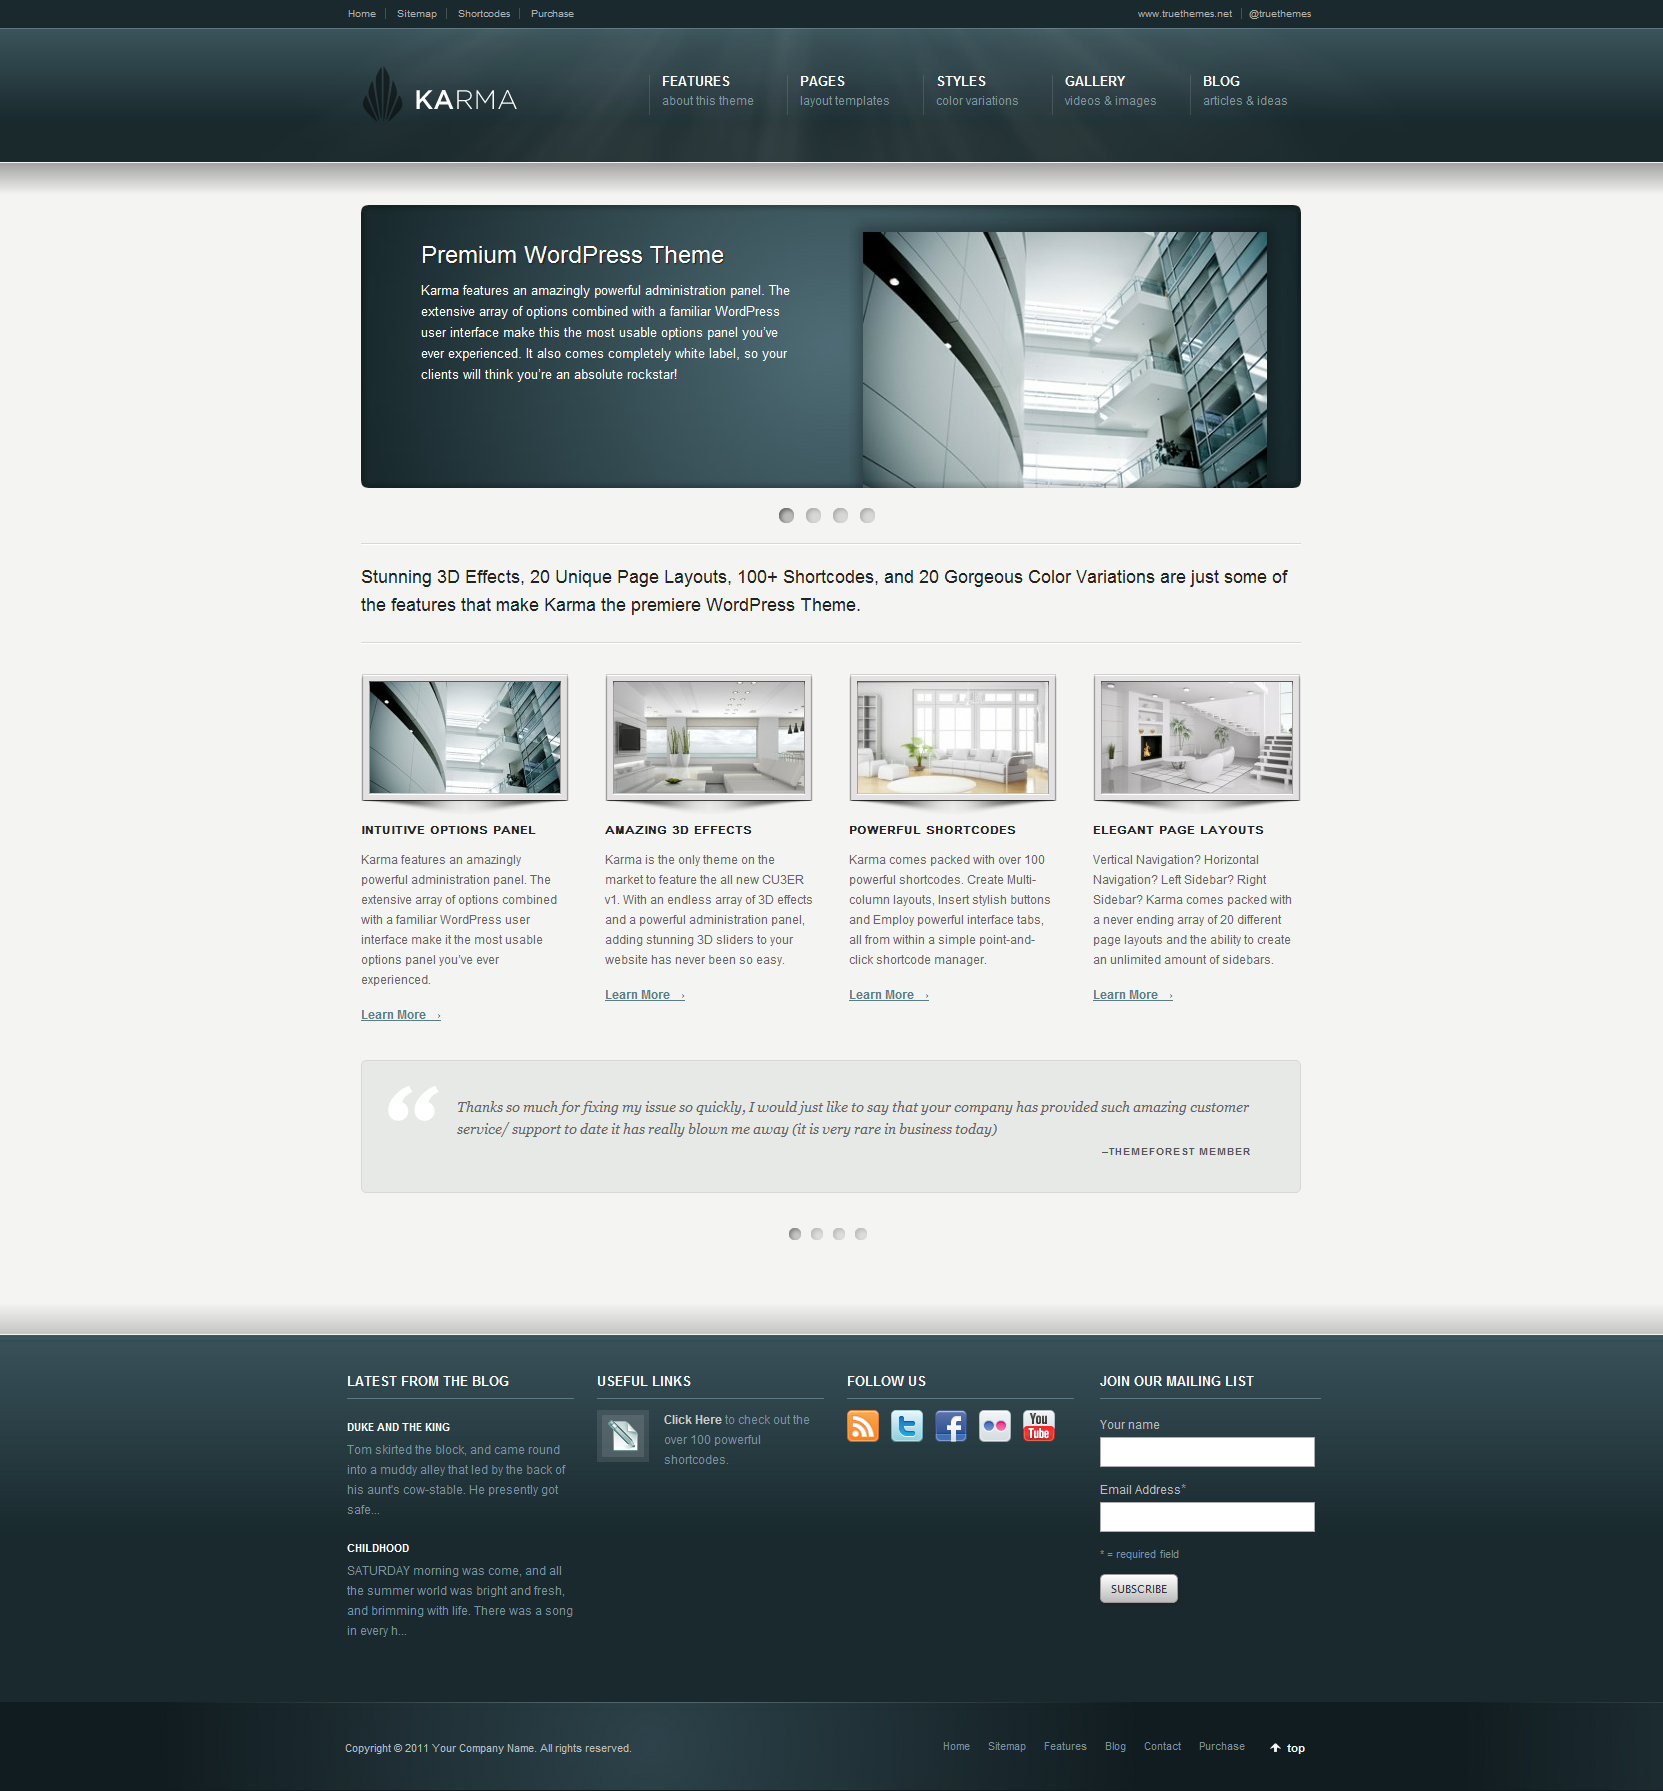 Home
Sitemap
Shortcodes
Purchase
www.truethemes.net
@truethemes
KARMA
FEATURES
about this theme
PAGES
layout templates
STYLES
color variations
GALLERY
videos & images
BLOG
articles & ideas
Premium WordPress Theme
Karma features an amazingly powerful administration panel. The
extensive array of options combined with a familiar WordPress
user interface make this the most usable options panel you've
ever experienced. It also comes completely white label, so your
clients will think you're an absolute rockstar!
Stunning 3D Effects, 20 Unique Page Layouts, 100+ Shortcodes, and 20 Gorgeous Color Variations are just some of
the features that make Karma the premiere WordPress Theme.
INTUITIVE OPTIONS PANEL
Karma features an amazingly
powerful administration panel. The
extensive array of options combined
with a familiar WordPress user
interface make it the most usable
options panel you've ever
experienced.
Learn More ›
AMAZING 3D EFFECTS
Karma is the only theme on the
market to feature the all new CU3ER
v1. With an endless array of 3D effects
and a powerful administration panel,
adding stunning 3D sliders to your
website has never been so easy.
Learn More ›
POWERFUL SHORTCODES
Karma comes packed with over 100
powerful shortcodes. Create Multi-
column layouts, Insert stylish buttons
and Employ powerful interface tabs,
all from within a simple point-and-
click shortcode manager.
Learn More ›
ELEGANT PAGE LAYOUTS
Vertical Navigation? Horizontal
Navigation? Left Sidebar? Right
Sidebar? Karma comes packed with
a never ending array of 20 different
page layouts and the ability to create
an unlimited amount of sidebars.
Learn More ›
“
Thanks so much for fixing my issue so quickly, I would just like to say that your company has provided such amazing customer
service/ support to date it has really blown me away (it is very rare in business today)
–THEMEFOREST MEMBER
LATEST FROM THE BLOG
DUKE AND THE KING
Tom skirted the block, and came round
into a muddy alley that led by the back of
his aunt's cow-stable. He presently got
safe...
CHILDHOOD
SATURDAY morning was come, and all
the summer world was bright and fresh,
and brimming with life. There was a song
in every h...
USEFUL LINKS
Click Here to check out the
over 100 powerful
shortcodes.
FOLLOW US
You
Tube
JOIN OUR MAILING LIST
Your name
Email Address*
* = required field
SUBSCRIBE
Copyright © 2011 Your Company Name. All rights reserved.
Home
Sitemap
Features
Blog
Contact
Purchase
top